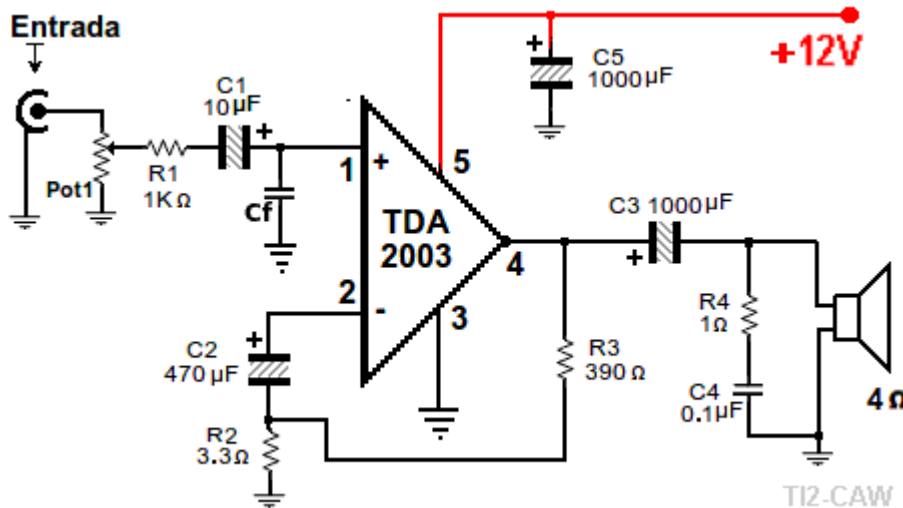 Entrada
+12V
C5
1000µF
C1
10µF
+
+
Pot1
R1
1KΩ
Cf
1
+
5
TDA
2003
4
2
-
3
C3 1000µF
+
R4
1Ω
+
C2
470µF
R3
390Ω
C4
0.1µF
4Ω
R2
3.3Ω
TI2-CAW